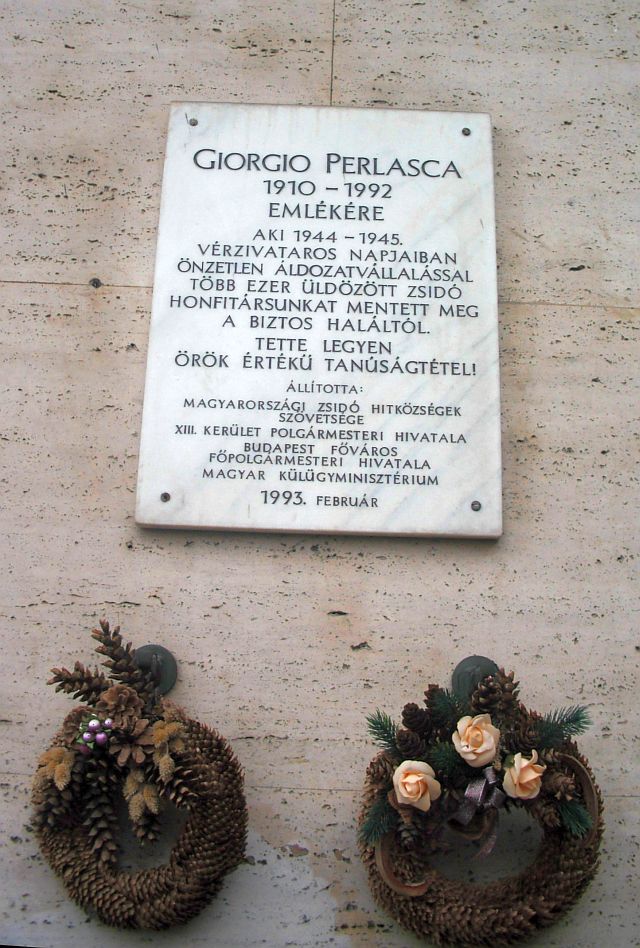 GIORGIO PERLASCA
1910 – 1992
EMLÉKÉRE
AKI 1944 – 1945.
VÉRZIVATAROS NAPJAIBAN
ÖNZETLEN ÁLDOZATVÁLLALÁSSAL
TÖBB EZER ÜLDÖZÖTT ZSIDÓ
HONFITÁRSUNKAT MENTETT MEG
A BIZTOS HALÁLTÓL.
TETTE LEGYEN
ÖRÖK ÉRTÉKŰ TANÚSÁGTÉTEL!
ÁLLÍTOTTA:
MAGYARORSZÁGI ZSIDÓ HITKÖZSÉGEK
SZÖVETSÉGE
XIII. KERÜLET POLGÁRMESTERI HIVATALA
BUDAPEST FŐVÁROS
FŐPOLGÁRMESTERI HIVATALA
MAGYAR KÜLÜGYMINISZTÉRIUM
1993. FEBRUÁR